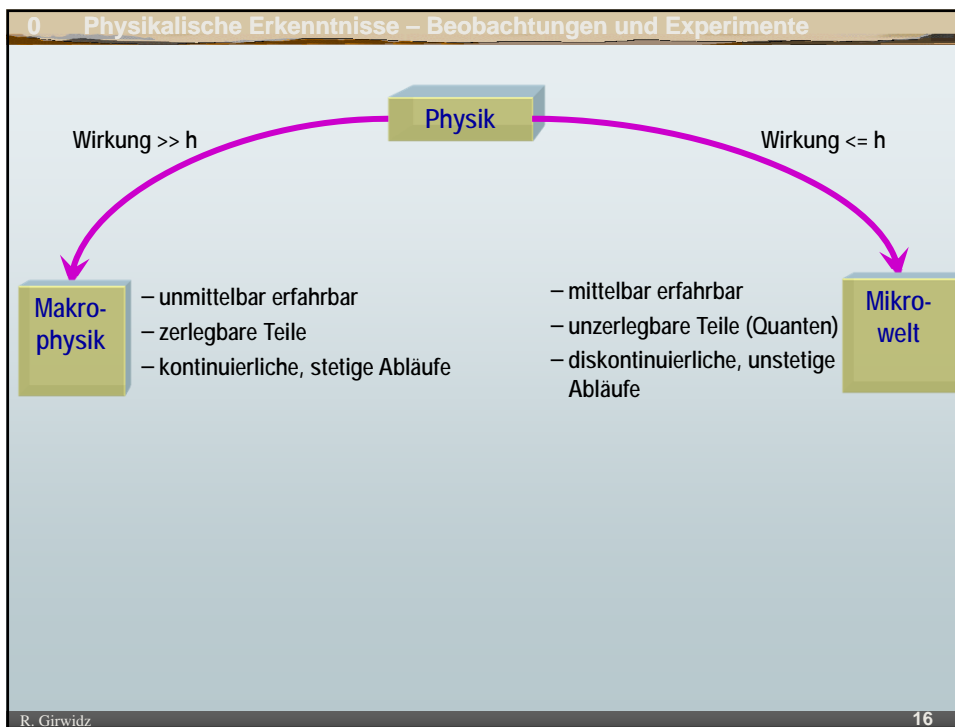 0 Physikalische Erkenntnisse – Beobachtungen und Experimente
Physik
Wirkung >> h
Wirkung <= h
Makro-
physik
– unmittelbar erfahrbar
– zerlegbare Teile
– kontinuierliche, stetige Abläufe
– mittelbar erfahrbar
– unzerlegbare Teile (Quanten)
– diskontinuierliche, unstetige
Abläufe
Mikro-
welt
R. Girwidz
16